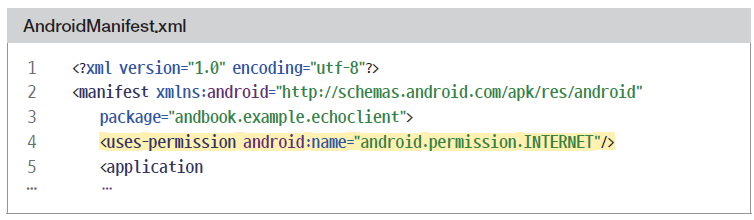 AndroidManifest.xml
1 <?xml version="1.0" encoding="utf-8"?>
2 <manifest xmlns:android="http://schemas.android.com/apk/res/android"
3 package="andbook.example.echoclient">
4 <uses-permission android:name="android.permission.INTERNET"/>
5 <application
… …